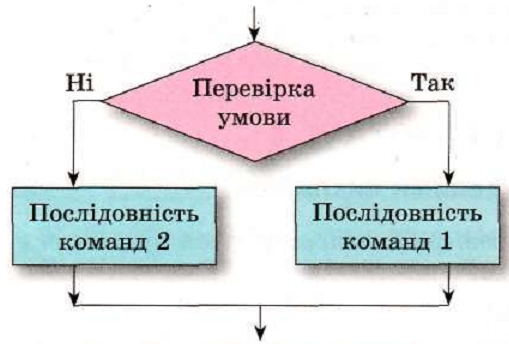 Ні
Так
Перевірка
умови
Послідовність
команд 2
Послідовність
команд 1